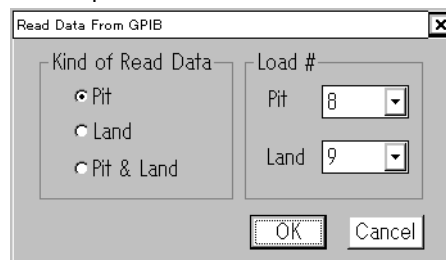 Read Data From GPIB
Kind of Read Data
Pit
Land
Pit & Land
Load #
Pit 8
Land 9
OK Cancel